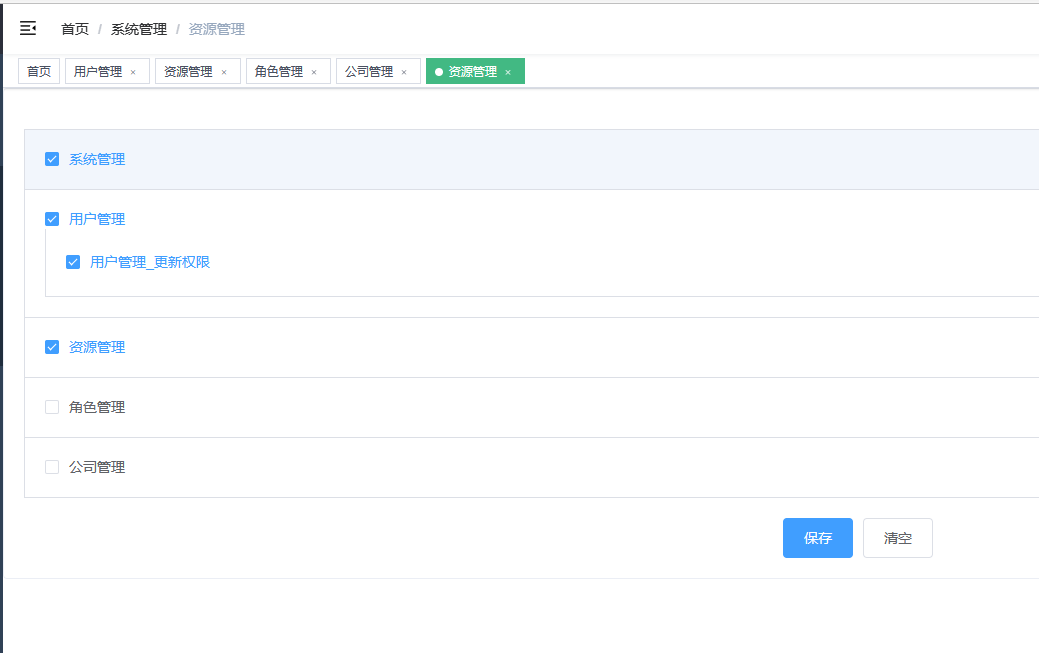 首页 / 系统管理 / 资源管理
首页 用户管理 × 资源管理 × 角色管理 × 公司管理 × 资源管理 ×
系统管理
用户管理
用户管理_更新权限
资源管理
角色管理
公司管理
保存 清空